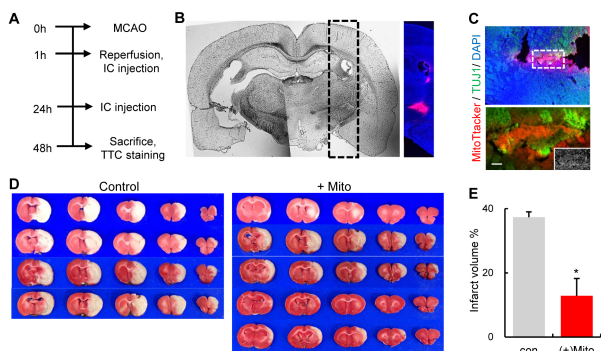 A
0h
MCAO
1h
Reperfusion,
IC injection
24h
IC injection
48h
Sacrifice,
TTC staining
B
C
MitoTtacker / TUJ1/ DAPI
D
Control
+ Mito
E
Infarct volume %
40
20
0
*
con
(+)Mito